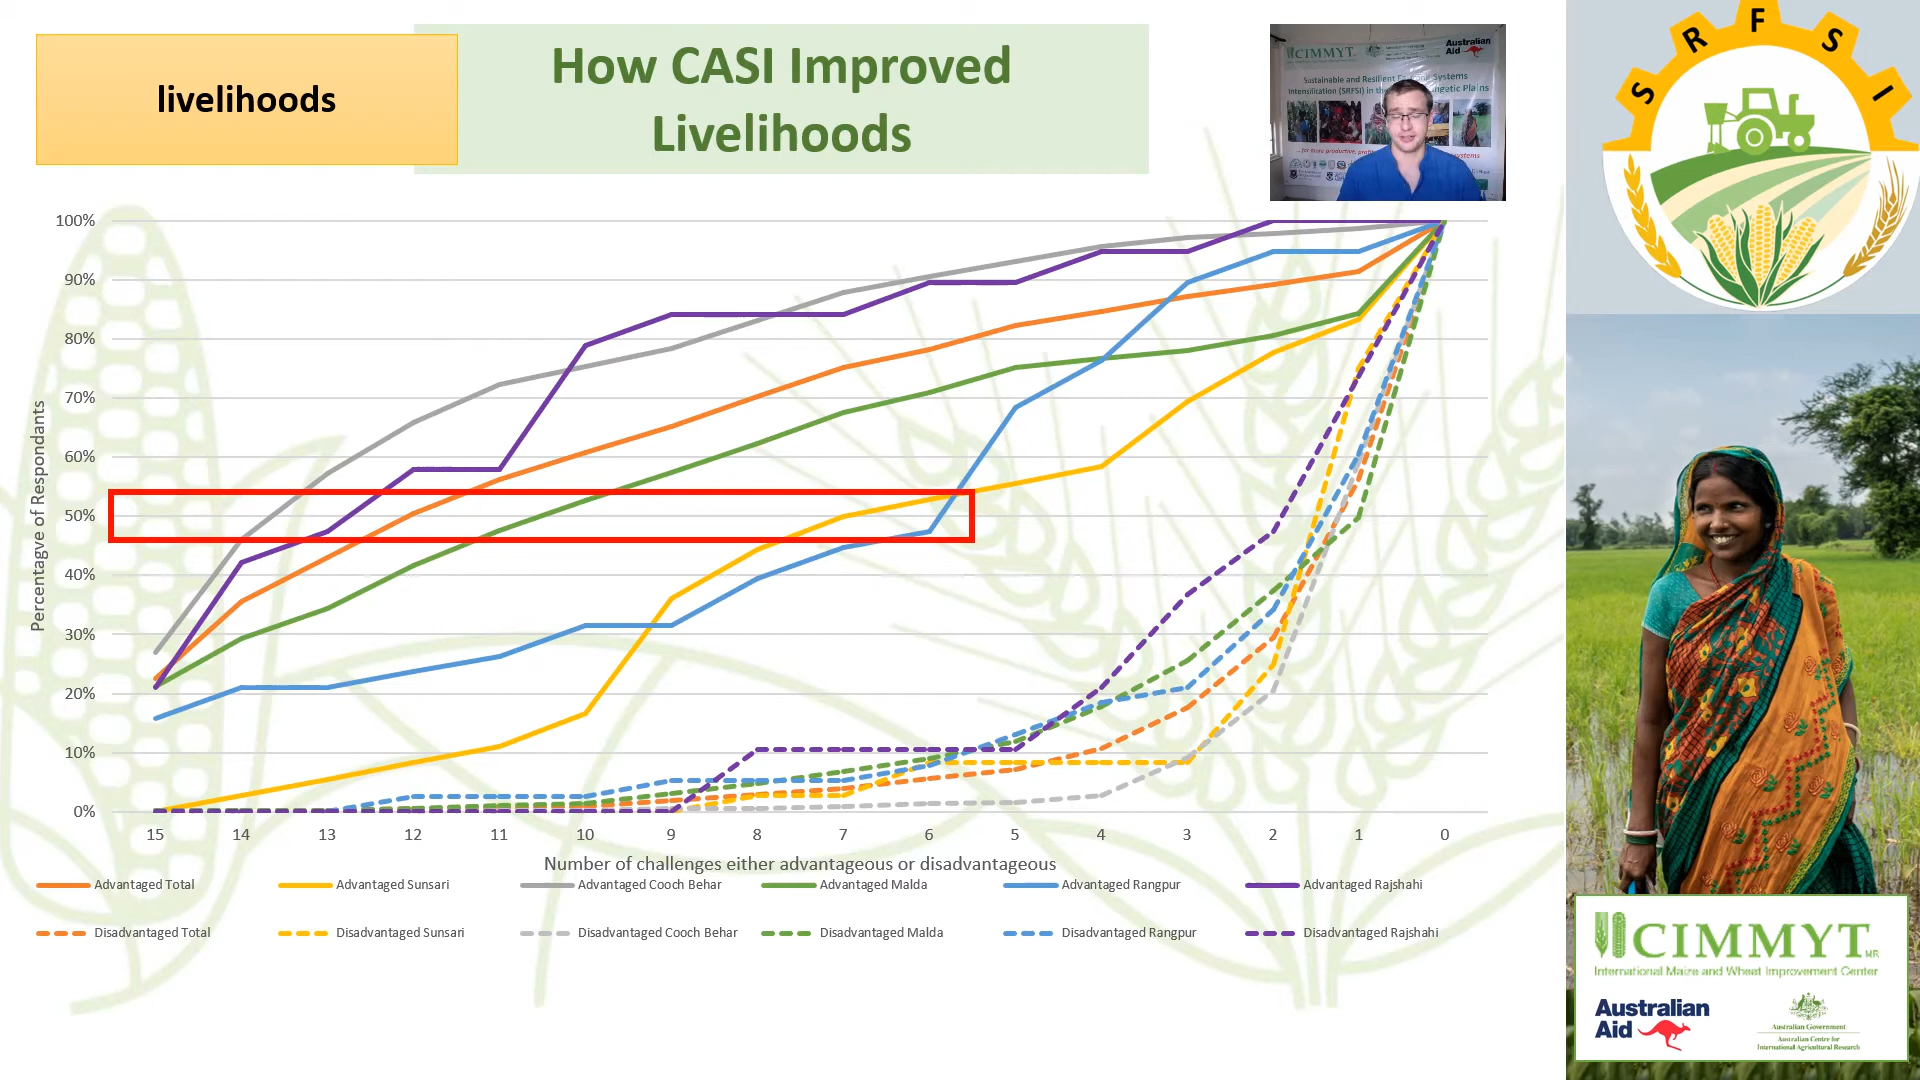 livelihoods
How CASI Improved
Livelihoods
CIMMYT
Australian
Aid
Sustainable and Resilient Farming Systems
Intensification (SRFSI) in the Gangetic Plains
S R F S I
Percentagve of Respondants
100%
90%
80%
70%
60%
50%
40%
30%
20%
10%
0%
15 14 13 12 11 10 9 8 7 6 5 4 3 2 1 0
Number of challenges either advantageous or disadvantageous
Advantaged Total Advantaged Sunsari Advantaged Cooch Behar Advantaged Malda Advantaged Rangpur Advantaged Rajshahi
Disadvantaged Total Disadvantaged Sunsari Disadvantaged Cooch Behar Disadvantaged Malda Disadvantaged Rangpur Disadvantaged Rajshahi
CIMMYT MR
International Maize and Wheat Improvement Center
Australian
Aid
Australian Government
Australian Centre for
International Agricultural Research